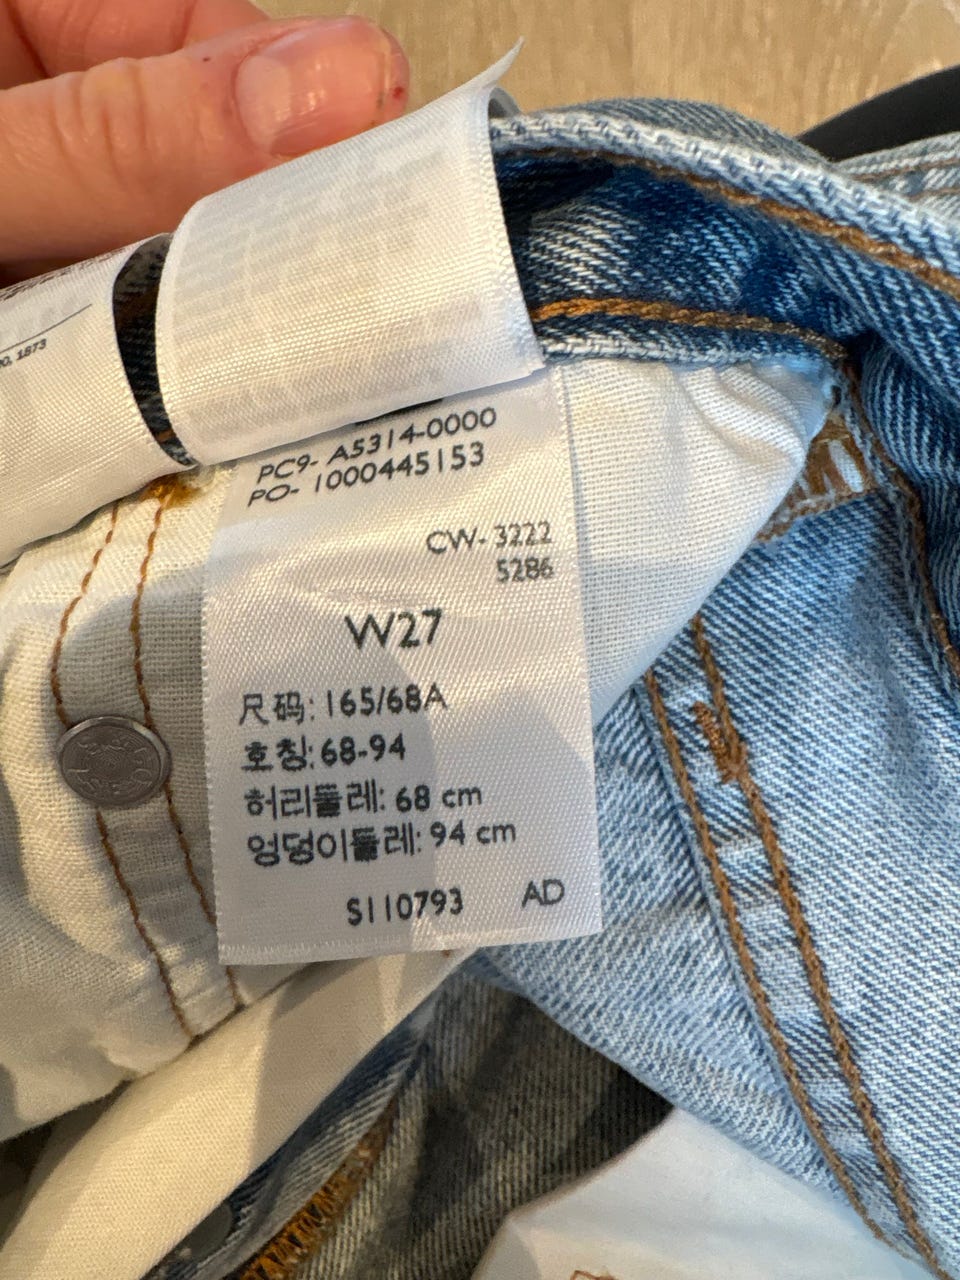 1873
PC9- A5314-0000
PO- 1000445153
CW- 3222
5286
W27
尺码: 165/68A
호칭: 68-94
허리둘레: 68 cm
엉덩이둘레: 94 cm
S110793 AD